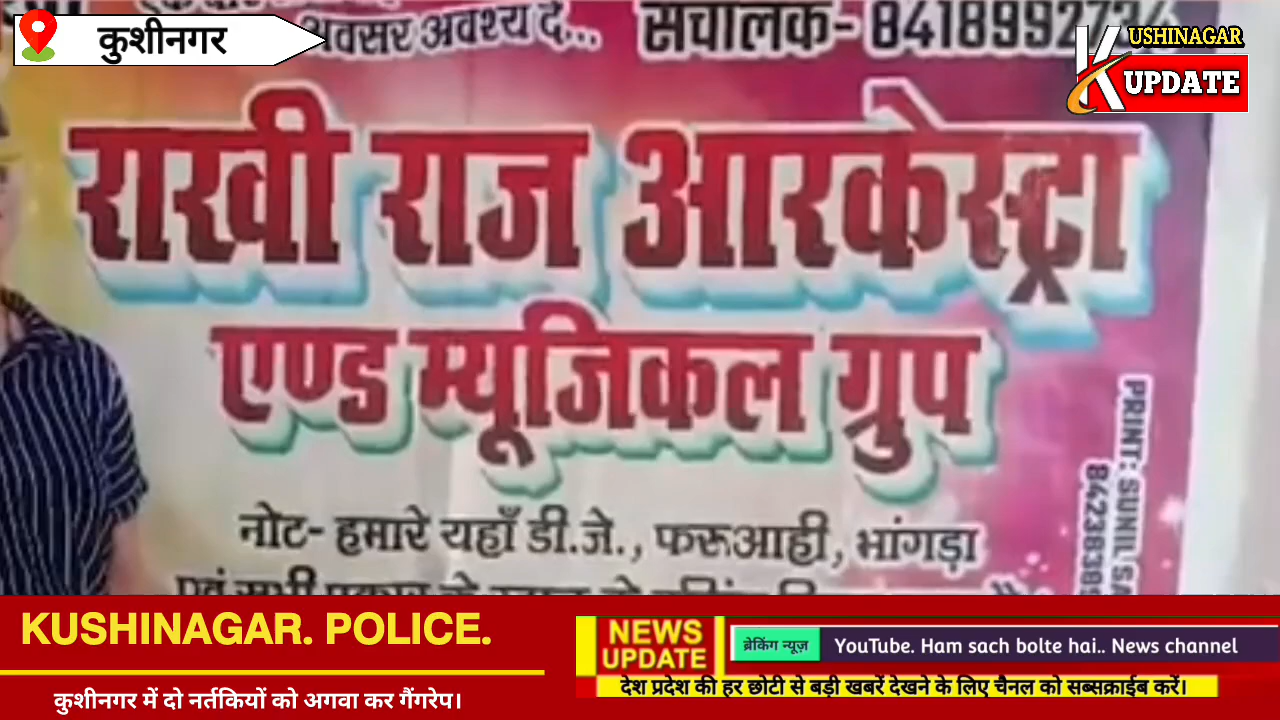 कुशीनगर
अवसर अवश्य दें...
संचालक- 8418992724
KUSHINAGAR
UPDATE
राखी राज आरकेस्ट्रा
एण्ड म्यूजिकल ग्रुप
नोट- हमारे यहाँ डी.जे., फरूआही, भांगड़ा
PRINT: SUNIL
KUSHINAGAR. POLICE.
कुशीनगर में दो नर्तकियों को अगवा कर गैंगरेप।
NEWS
UPDATE
ब्रेकिंग न्यूज़
YouTube. Ham sach bolte hai.. News channel
देश प्रदेश की हर छोटी से बड़ी खबरें देखने के लिए चैनल को सब्सक्राईब करें।